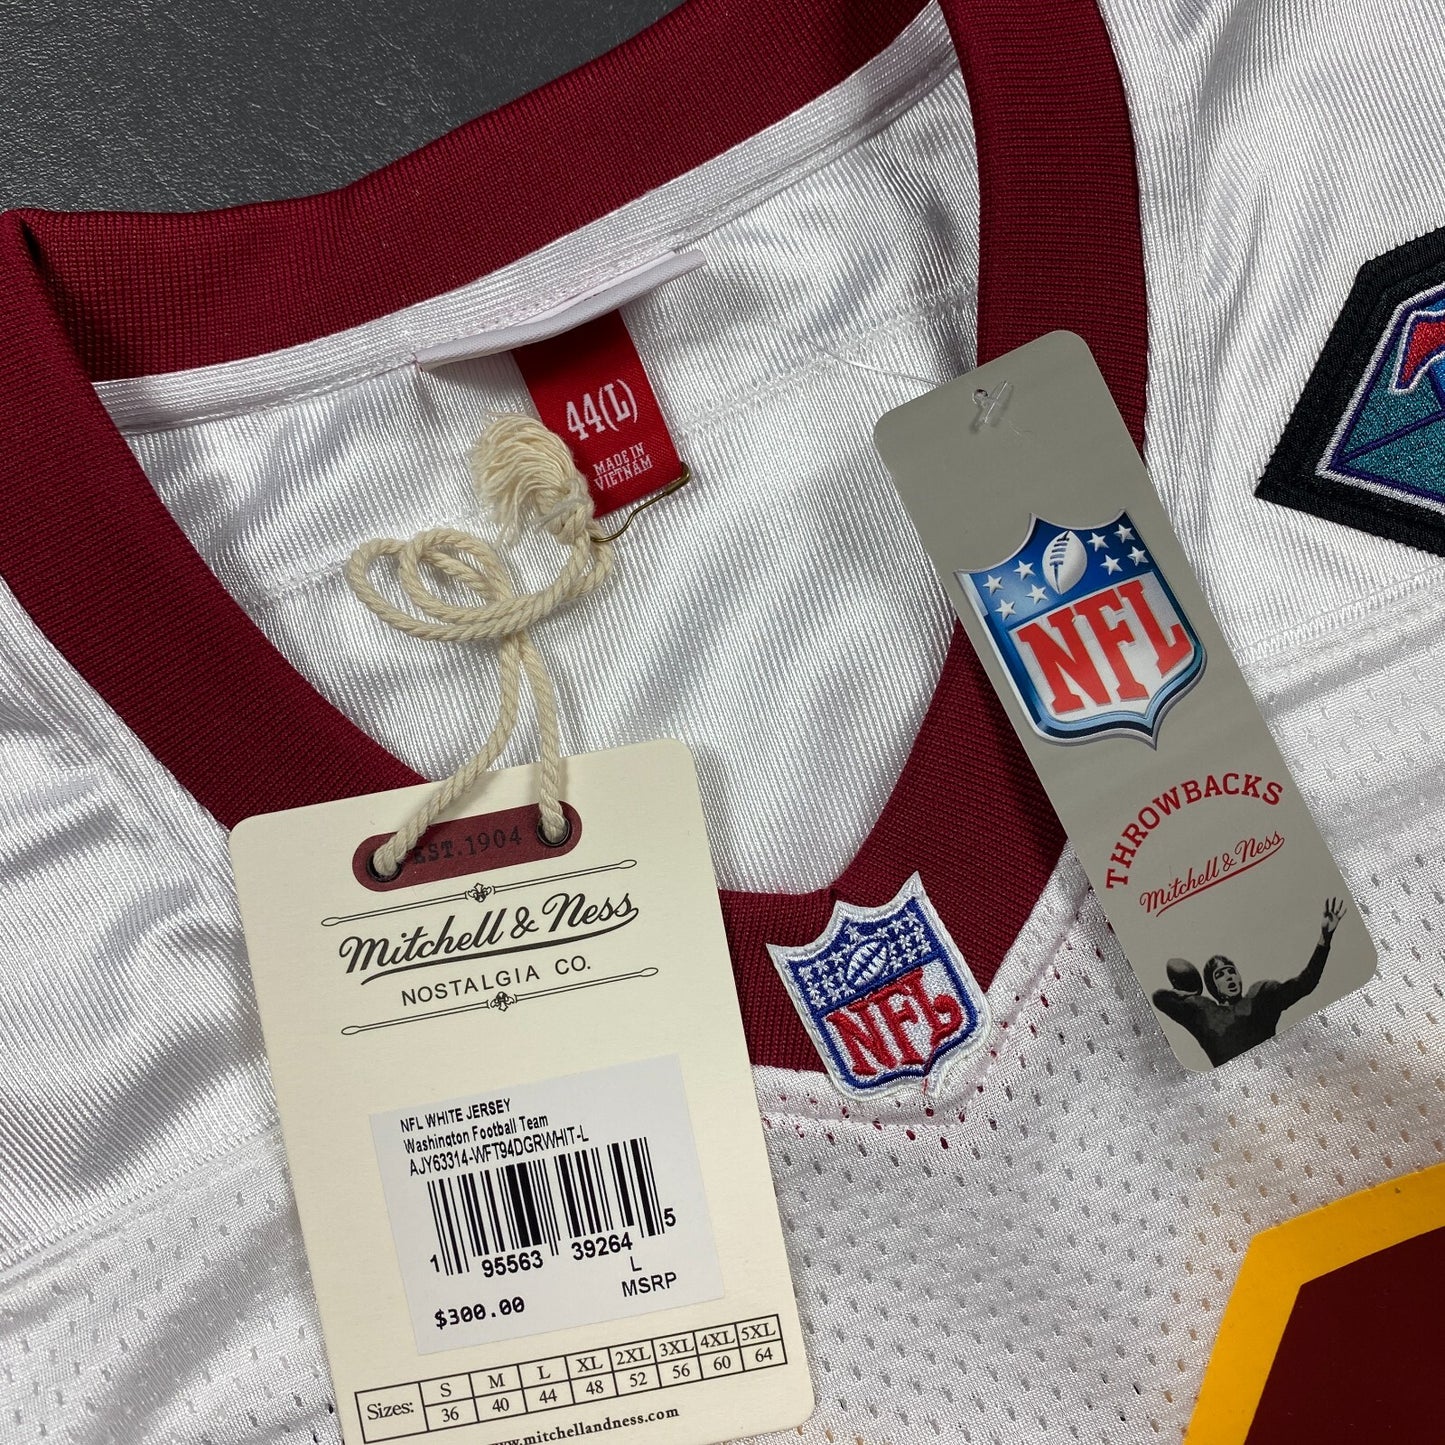 44(L)
MADE IN
VIETNAM
NFL
THROWBACKS
Mitchell & Ness
EST.1904
Mitchell & Ness
NOSTALGIA CO.
NFL
NFL WHITE JERSEY
Washington Football Team
AJY63314-WFT94DGRWHIT-L
1 95563 39264 5
L
$300.00 MSRP
Sizes: S M L XL 2XL 3XL 4XL 5XL
36 40 44 48 52 56 60 64
www.mitchellandness.com